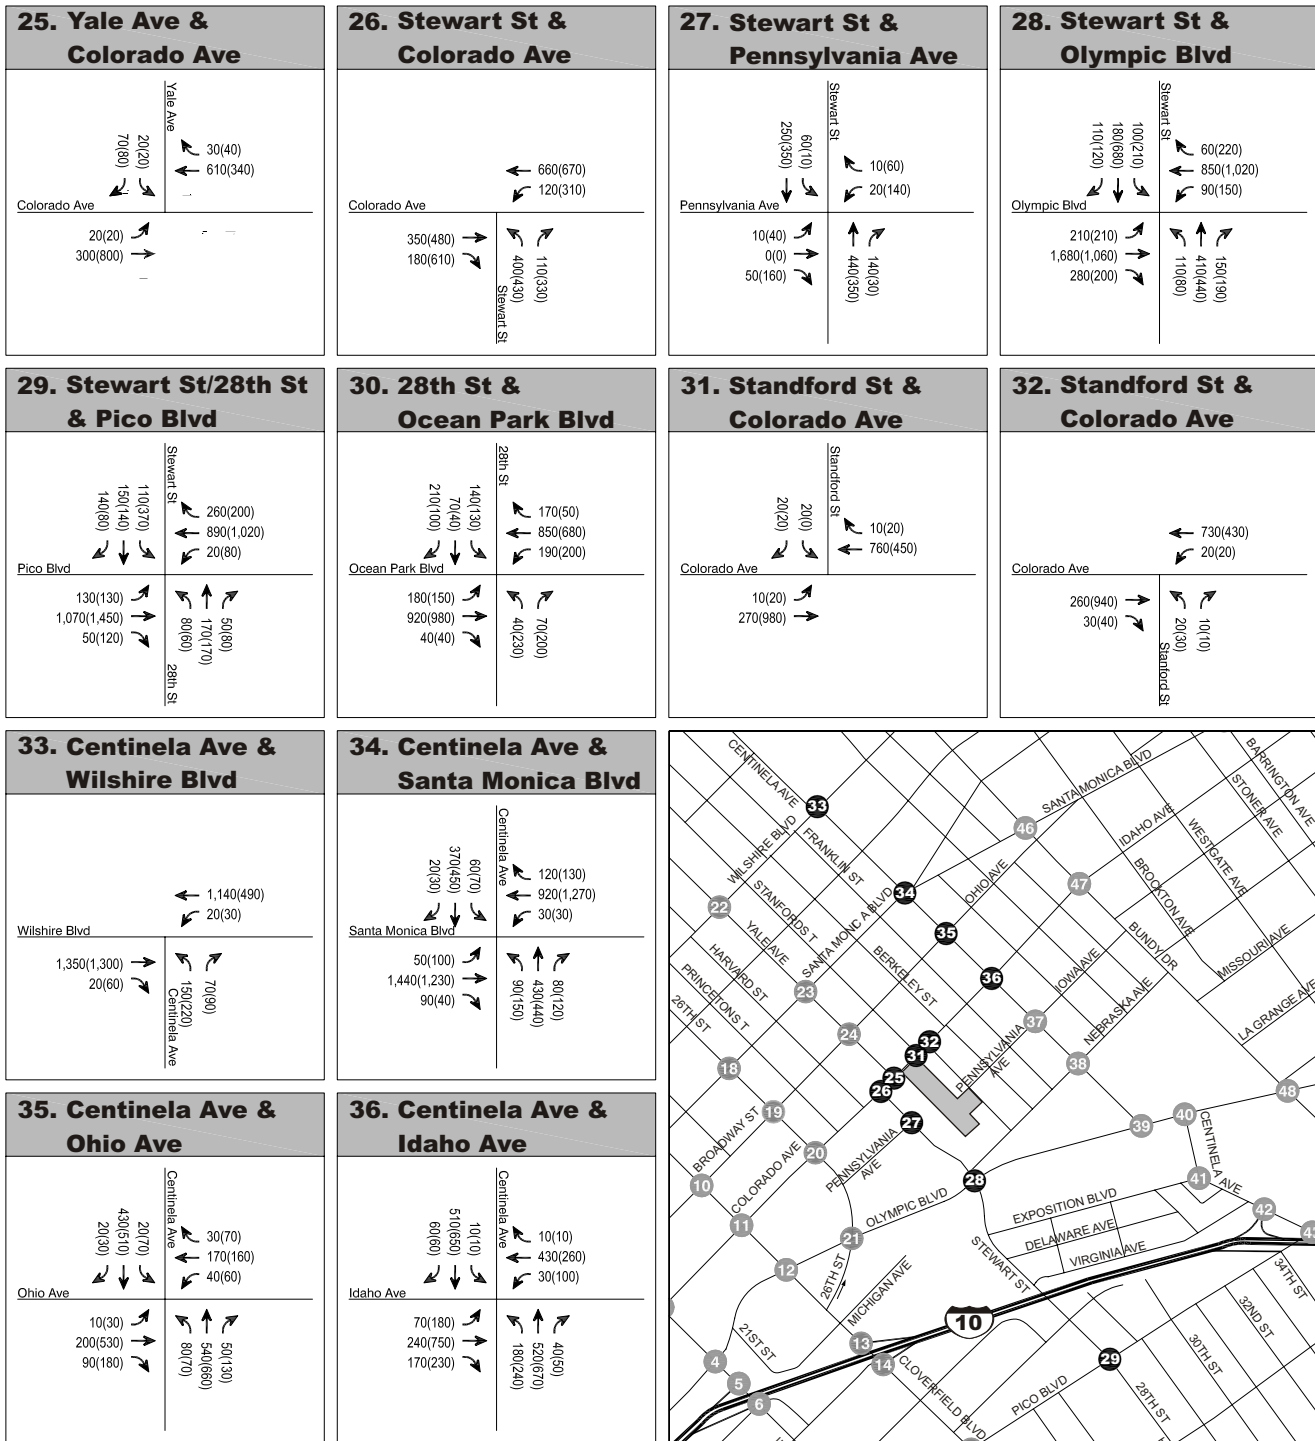 25. Yale Ave &
Colorado Ave
Yale Ave
70(80)
20(20)
30(40)
610(340)
Colorado Ave
20(20)
300(800)
26. Stewart St &
Colorado Ave
660(670)
120(310)
Colorado Ave
350(480)
180(610)
400(430)
110(330)
Stewart St
27. Stewart St &
Pennsylvania Ave
Stewart St
250(350)
60(10)
10(60)
20(140)
Pennsylvania Ave
10(40)
0(0)
50(160)
440(350)
140(30)
28. Stewart St &
Olympic Blvd
Stewart St
110(120)
180(680)
100(210)
60(220)
850(1,020)
90(150)
Olympic Blvd
210(210)
1,680(1,060)
280(200)
110(80)
410(440)
150(190)
29. Stewart St/28th St
& Pico Blvd
Stewart St
140(80)
150(140)
110(370)
260(200)
890(1,020)
20(80)
Pico Blvd
130(130)
1,070(1,450)
50(120)
80(60)
170(170)
50(80)
28th St
30. 28th St &
Ocean Park Blvd
28th St
210(100)
70(40)
140(130)
170(50)
850(680)
190(200)
Ocean Park Blvd
180(150)
920(980)
40(40)
40(230)
70(200)
31. Standford St &
Colorado Ave
Standford St
20(20)
20(0)
10(20)
760(450)
Colorado Ave
10(20)
270(980)
32. Standford St &
Colorado Ave
730(430)
20(20)
Colorado Ave
260(940)
30(40)
20(30)
10(10)
Stanford St
33. Centinela Ave &
Wilshire Blvd
1,140(490)
20(30)
Wilshire Blvd
1,350(1,300)
20(60)
150(220)
70(90)
Centinela Ave
34. Centinela Ave &
Santa Monica Blvd
Centinela Ave
20(30)
370(450)
60(70)
120(130)
920(1,270)
30(30)
Santa Monica Blvd
50(100)
1,440(1,230)
90(40)
90(150)
430(440)
80(120)
35. Centinela Ave &
Ohio Ave
Centinela Ave
20(30)
430(510)
20(70)
30(70)
170(160)
40(60)
Ohio Ave
10(30)
200(530)
90(180)
80(70)
540(660)
50(130)
36. Centinela Ave &
Idaho Ave
Centinela Ave
60(60)
510(650)
10(10)
10(10)
430(260)
30(100)
Idaho Ave
70(180)
240(750)
170(230)
180(240)
520(670)
40(50)
CENTINELA AVE
33
WILSHIRE BLVD
FRANKLIN ST
SANTA MONICA BLVD
46
BARRINGTON AVE
STONER AVE
IDAHO AVE
WESTGATE AVE
BROCKTON AVE
22
STANFORDS T
SANTA MONC A BLVD
34
OHIO AVE
47
YALE AVE
35
BUNDY DR
MISSOURI AVE
HARVARD ST
BERKELEY ST
36
IOWA AVE
PRINCETONS T
23
26TH ST
24
37
NEBRASKA AVE
LA GRANGE AVE
32
31
PENNSYLVANIA
AVE
38
18
25
26
48
19
27
40
39
BROADWAY ST
CENTINELA AVE
20
PENNSYLVANIA
AVE
10
COLORADO AVE
28
41
11
OLYMPIC BLVD
EXPOSITION BLVD
42
21
DELAWARE AVE
VIRGINIA AVE
12
26TH ST
STEWART ST
MICHIGAN AVE
34TH ST
32ND ST
10
21ST ST
13
30TH ST
4
14
29
5
CLOVERFIELD BLVD
PICO BLVD
28TH ST
6